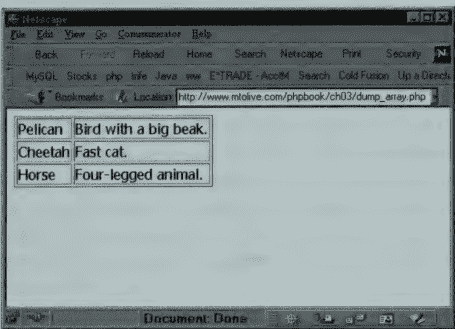 Netscape
File Edit View Go Communicator Help
Back Forward Reload Home Search Netscape Print Security N
MySQL Stocks php Java E*TRADE - Search Cold Fusion Up a Direct
Bookmarks Location http://www.mtolive.com/phpbook/ch03/dump_array.php
Pelican Bird with a big beak.
Cheetah Fast cat.
Horse Four-legged animal.
Document: Done